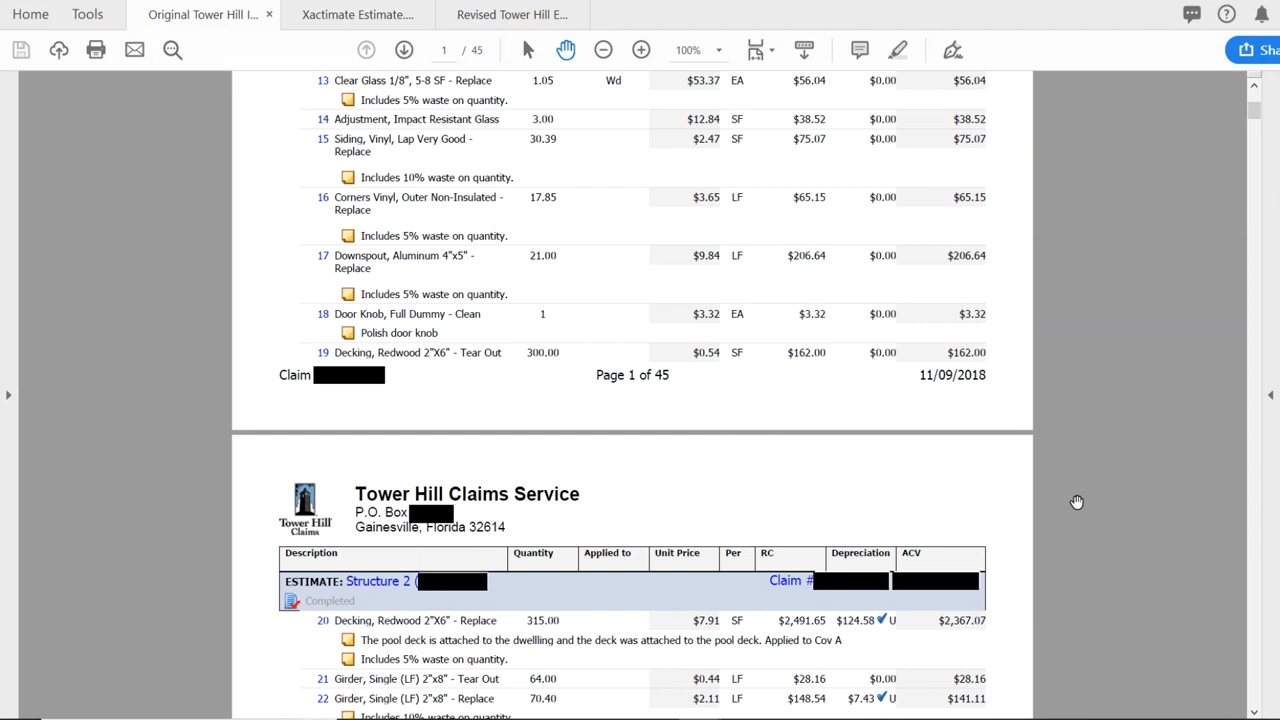 Home Tools Original Tower Hill I... × Xactimate Estimate.... Revised Tower Hill E...
1 / 45 100% Sha
13 Clear Glass 1/8", 5-8 SF - Replace 1.05 Wd $53.37 EA $56.04 $0.00 $56.04
Includes 5% waste on quantity.
14 Adjustment, Impact Resistant Glass 3.00 $12.84 SF $38.52 $0.00 $38.52
15 Siding, Vinyl, Lap Very Good - 30.39 $2.47 SF $75.07 $0.00 $75.07
Replace
Includes 10% waste on quantity.
16 Corners Vinyl, Outer Non-Insulated - 17.85 $3.65 LF $65.15 $0.00 $65.15
Replace
Includes 5% waste on quantity.
17 Downspout, Aluminum 4"x5" - 21.00 $9.84 LF $206.64 $0.00 $206.64
Replace
Includes 5% waste on quantity.
18 Door Knob, Full Dummy - Clean 1 $3.32 EA $3.32 $0.00 $3.32
Polish door knob
19 Decking, Redwood 2"X6" - Tear Out 300.00 $0.54 SF $162.00 $0.00 $162.00
Claim Page 1 of 45 11/09/2018
Tower Hill Claims Service
P.O. Box
Gainesville, Florida 32614
Tower Hill
Claims
Description Quantity Applied to Unit Price Per RC Depreciation ACV
ESTIMATE: Structure 2 ( Claim #
Completed
20 Decking, Redwood 2"X6" - Replace 315.00 $7.91 SF $2,491.65 $124.58 U $2,367.07
The pool deck is attached to the dwellling and the deck was attached to the pool deck. Applied to Cov A
Includes 5% waste on quantity.
21 Girder, Single (LF) 2"x8" - Tear Out 64.00 $0.44 LF $28.16 $0.00 $28.16
22 Girder, Single (LF) 2"x8" - Replace 70.40 $2.11 LF $148.54 $7.43 U $141.11
Includes 10% waste on quantity.